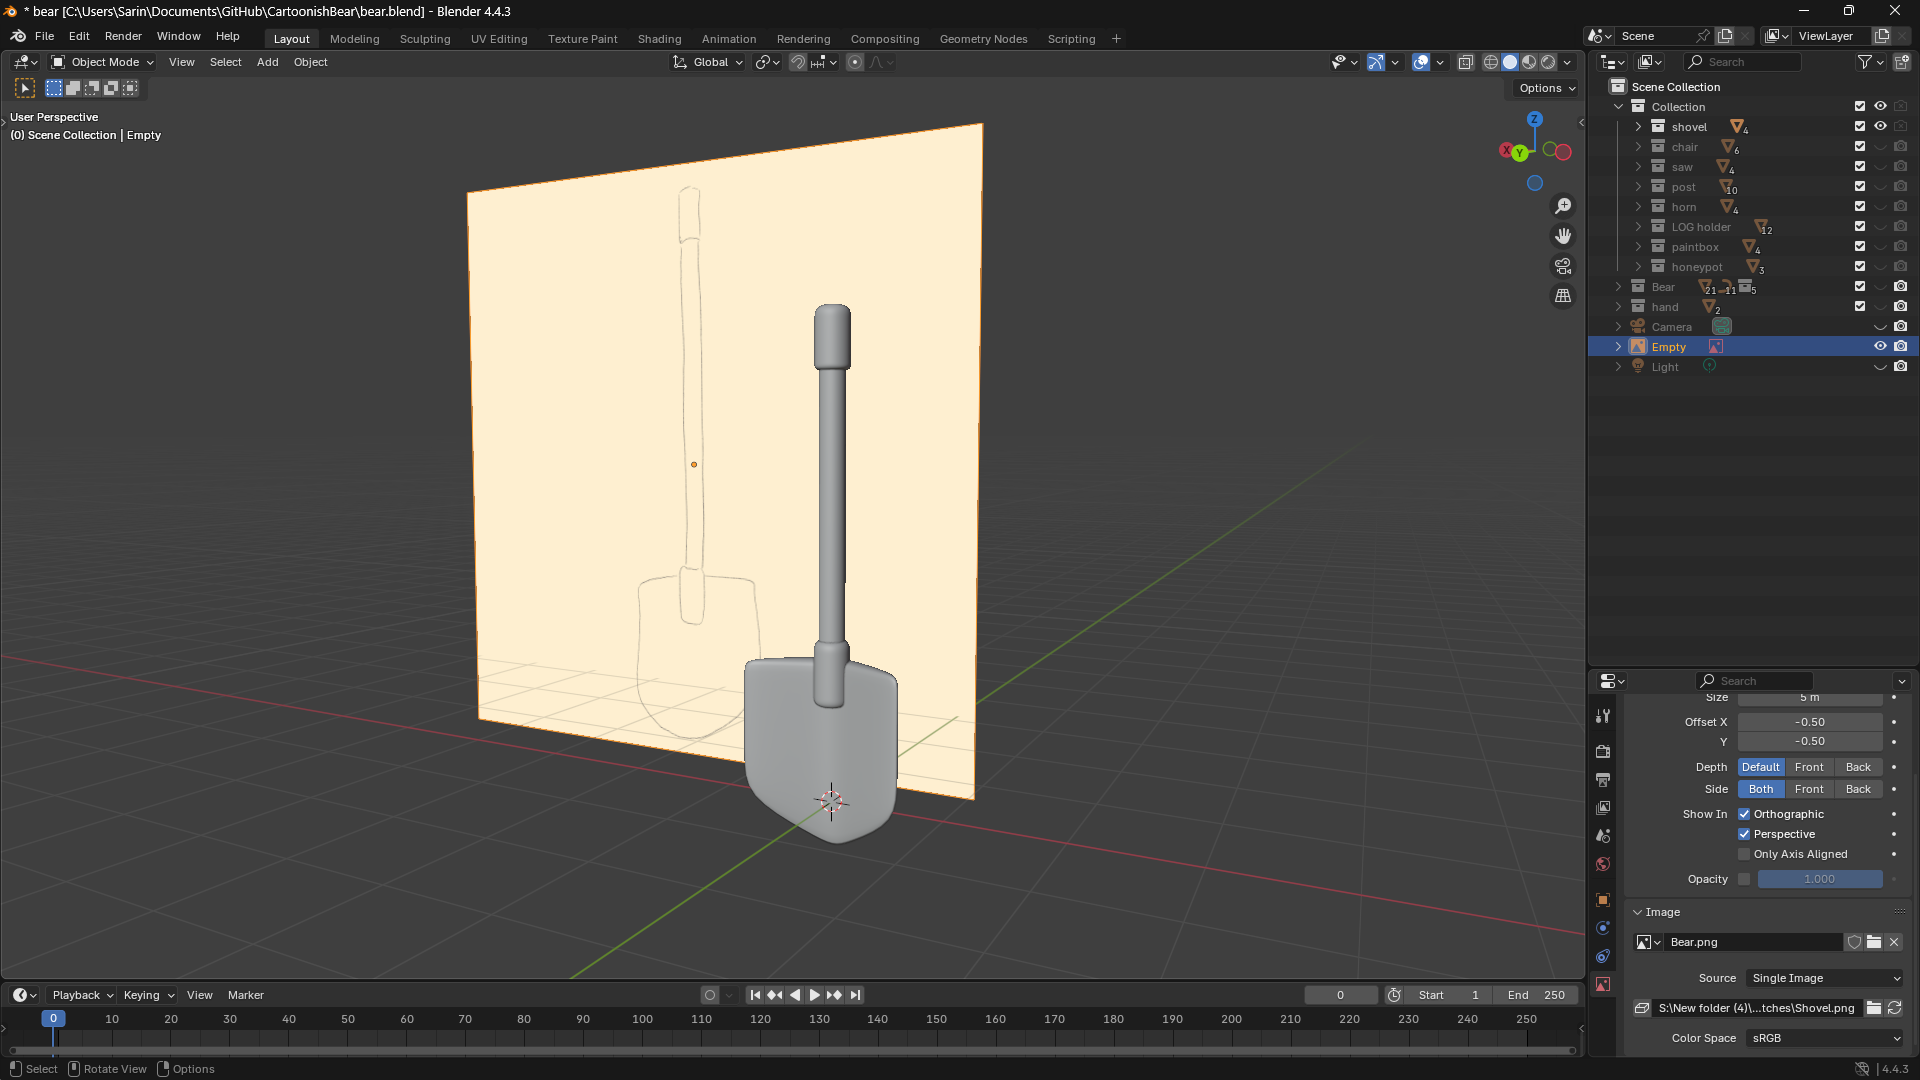 * bear [C:\Users\Sarin\Documents\GitHub\CartoonishBear\bear.blend] - Blender 4.4.3
File Edit Render Window Help Layout Modeling Sculpting UV Editing Texture Paint Shading Animation Rendering Compositing Geometry Nodes Scripting + Scene ViewLayer
Object Mode View Select Add Object Global Search
Options
User Perspective
(0) Scene Collection | Empty
Z
X Y
Scene Collection
Collection
shovel 4
chair 6
saw 4
post 10
horn 4
LOG holder 12
paintbox 4
honeypot 3
Bear 21 11 5
hand 2
Camera
Empty
Light
Search
Size 5 m
Offset X -0.50
Y -0.50
Depth Default Front Back
Side Both Front Back
Show In Orthographic
Perspective
Only Axis Aligned
Opacity 1.000
Image
Bear.png
Source Single Image
S:\New folder (4)\...tches\Shovel.png
Color Space sRGB
Playback Keying View Marker 0 Start 1 End 250
0 10 20 30 40 50 60 70 80 90 100 110 120 130 140 150 160 170 180 190 200 210 220 230 240 250
Select Rotate View Options 4.4.3